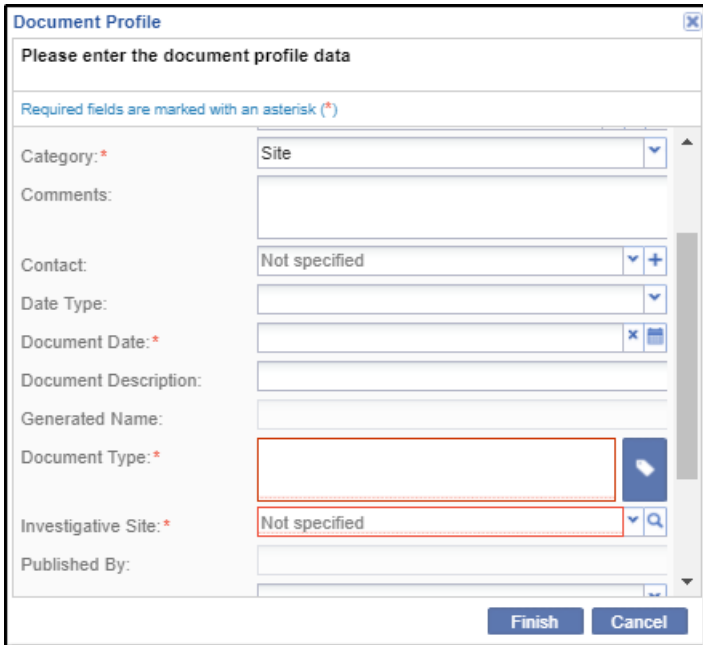 Document Profile
Please enter the document profile data
Required fields are marked with an asterisk (*)
Category:* Site
Comments:
Contact: Not specified
Date Type:
Document Date:*
Document Description:
Generated Name:
Document Type:*
Investigative Site:* Not specified
Published By:
Finish Cancel